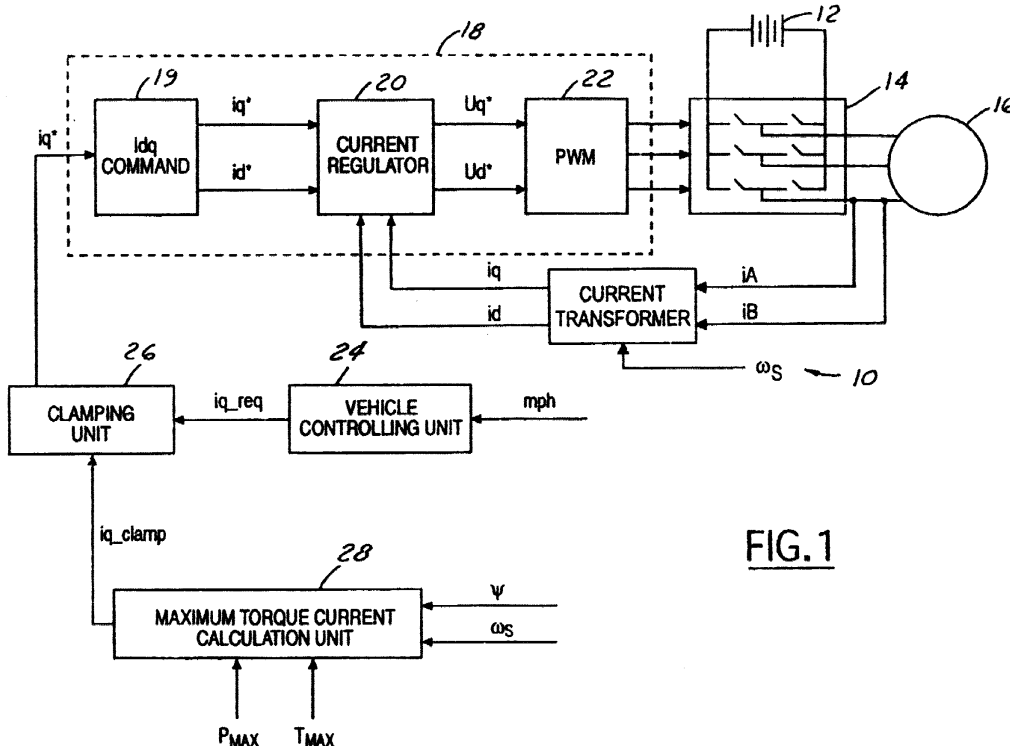 18
12
19
20
22
14
16
iq*
Idq
COMMAND
iq*
id*
CURRENT
REGULATOR
Uq*
Ud*
PWM
iq
id
CURRENT
TRANSFORMER
iA
iB
ωS
10
26
CLAMPING
UNIT
iq_req
24
VEHICLE
CONTROLLING UNIT
mph
iq_clamp
FIG.1
28
MAXIMUM TORQUE CURRENT
CALCULATION UNIT
ψ
ωS
PMAX
TMAX